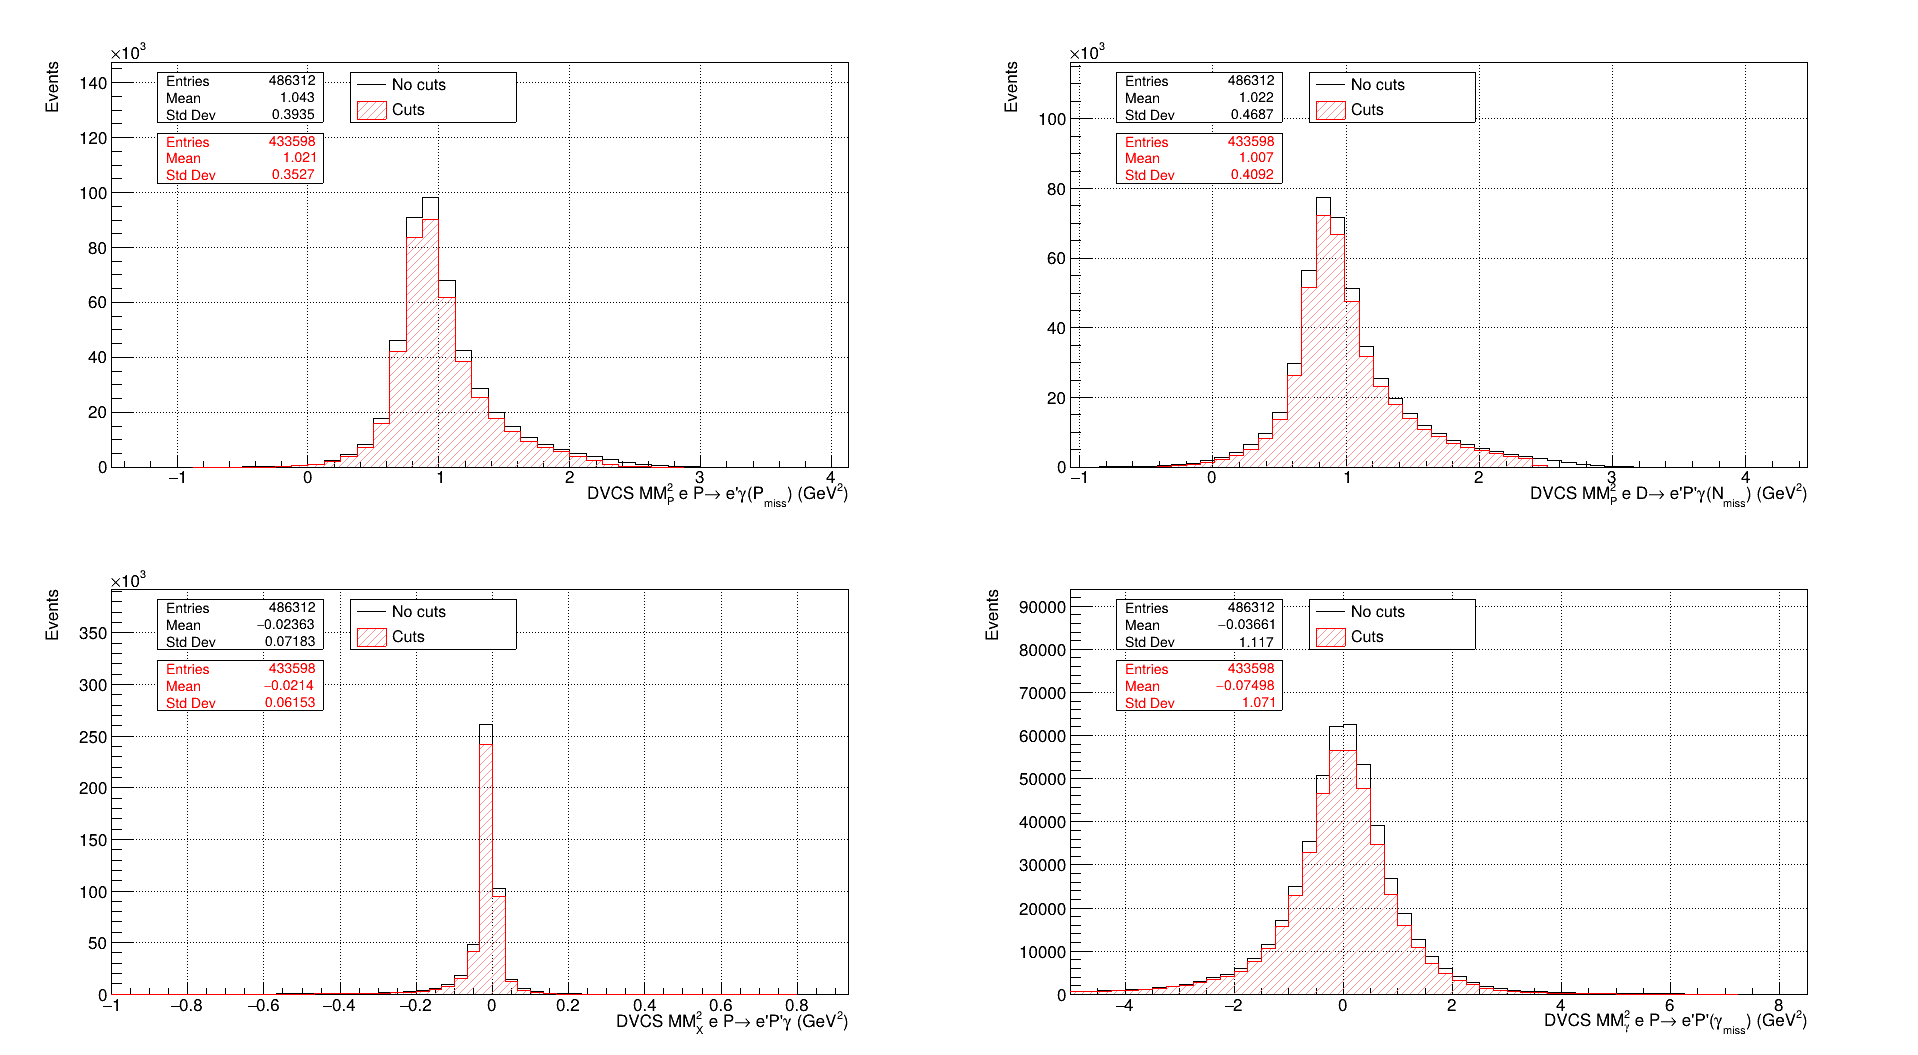 ×10³
Events
Entries 486312
Mean 1.043
Std Dev 0.3935
Entries 433598
Mean 1.021
Std Dev 0.3527
No cuts
Cuts
140
120
100
80
60
40
20
0
−1 0 1 2 3 4
DVCS MM²P e P→ e'γ(Pmiss) (GeV²)
×10³
Events
Entries 486312
Mean 1.022
Std Dev 0.4687
Entries 433598
Mean 1.007
Std Dev 0.4092
No cuts
Cuts
100
80
60
40
20
0
−1 0 1 2 3 4
DVCS MM²P e D→ e'P'γ(Nmiss) (GeV²)
×10³
Events
Entries 486312
Mean −0.02363
Std Dev 0.07183
Entries 433598
Mean −0.0214
Std Dev 0.06153
No cuts
Cuts
350
300
250
200
150
100
50
0
−1 −0.8 −0.6 −0.4 −0.2 0 0.2 0.4 0.6 0.8
DVCS MM²X e P→ e'P'γ (GeV²)
Events
Entries 486312
Mean −0.03661
Std Dev 1.117
Entries 433598
Mean −0.07498
Std Dev 1.071
No cuts
Cuts
90000
80000
70000
60000
50000
40000
30000
20000
10000
0
−4 −2 0 2 4 6 8
DVCS MM²γ e P→ e'P'(γmiss) (GeV²)